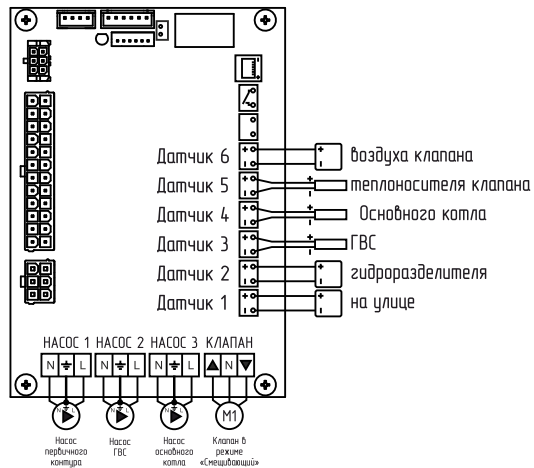 Датчик 6 + + воздуха клапана
Датчик 5 + + теплоносителя клапана
Датчик 4 + + Основного котла
Датчик 3 + + ГВС
Датчик 2 + + гидроразделителя
Датчик 1 + + на улице
НАСОС 1 НАСОС 2 НАСОС 3 КЛАПАН
N L N L N L N
N L N L N L M1
Насос первичного контура
Насос ГВС
Насос основного котла
Клапан в режиме «Смешивающий»